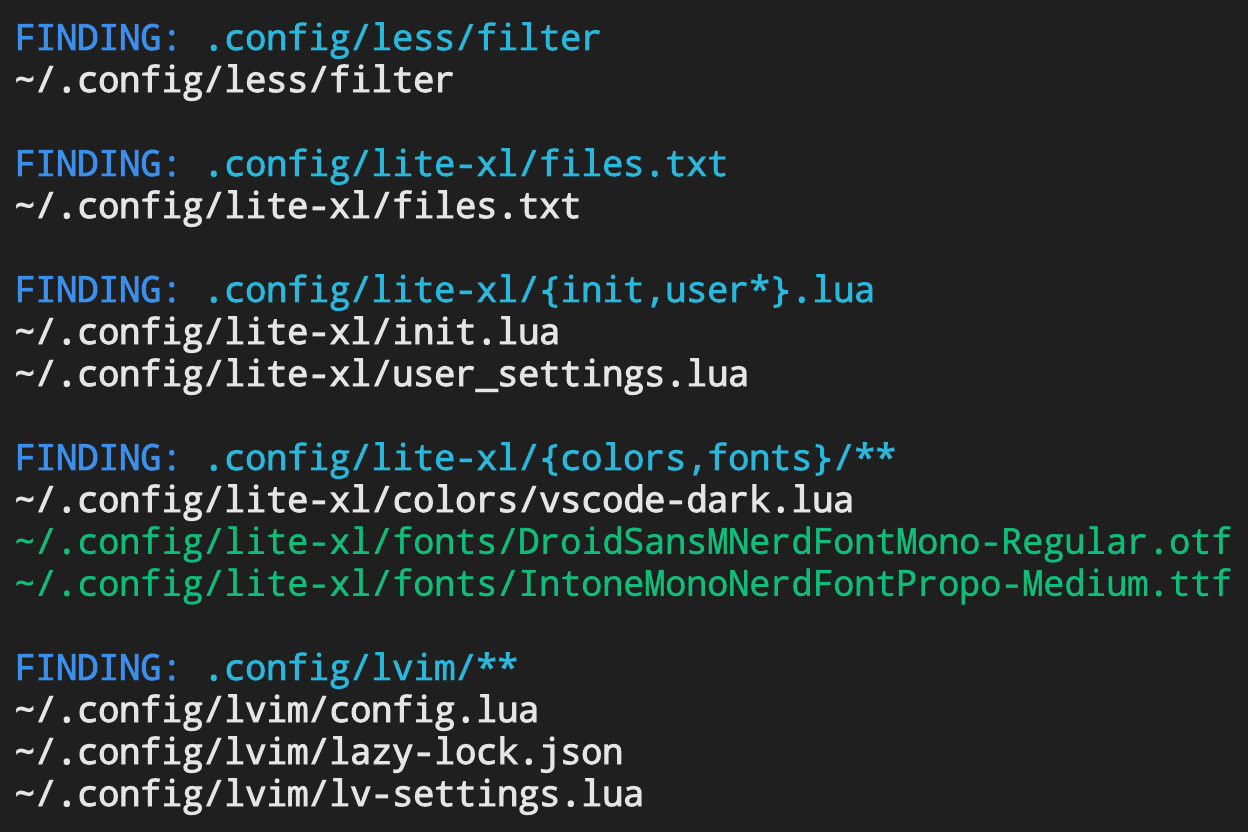 FINDING: .config/less/filter
~/.config/less/filter
FINDING: .config/lite-xl/files.txt
~/.config/lite-xl/files.txt
FINDING: .config/lite-xl/{init,user*}.lua
~/.config/lite-xl/init.lua
~/.config/lite-xl/user_settings.lua
FINDING: .config/lite-xl/{colors,fonts}/**
~/.config/lite-xl/colors/vscode-dark.lua
~/.config/lite-xl/fonts/DroidSansMNerdFontMono-Regular.otf
~/.config/lite-xl/fonts/IntoneMonoNerdFontPropo-Medium.ttf
FINDING: .config/lvim/**
~/.config/lvim/config.lua
~/.config/lvim/lazy-lock.json
~/.config/lvim/lv-settings.lua